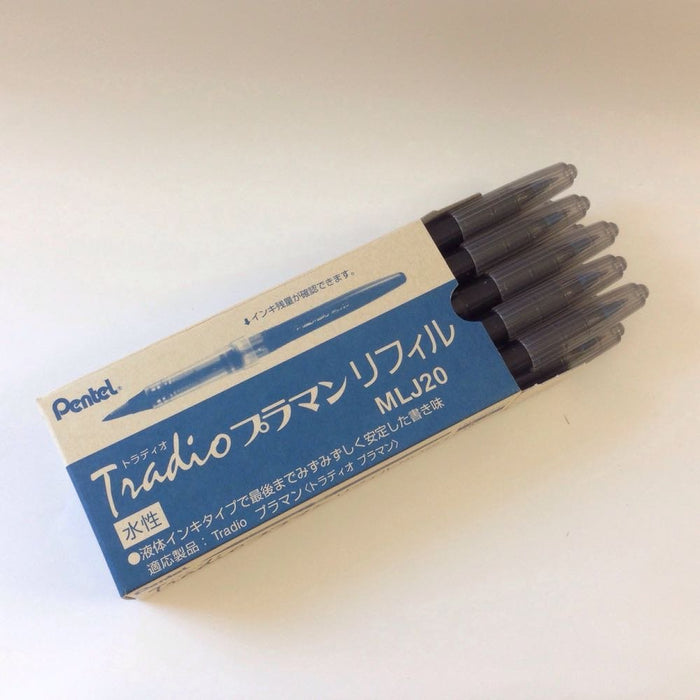 ↓インキ残量が確認できます。
Pentel®
トラディオ
Tradio プラマン リフィル
MLJ20
水性
●液体インキタイプで最後までみずみずしく安定した書き味
適応製品：Tradio プラマン〈トラディオ プラマン〉